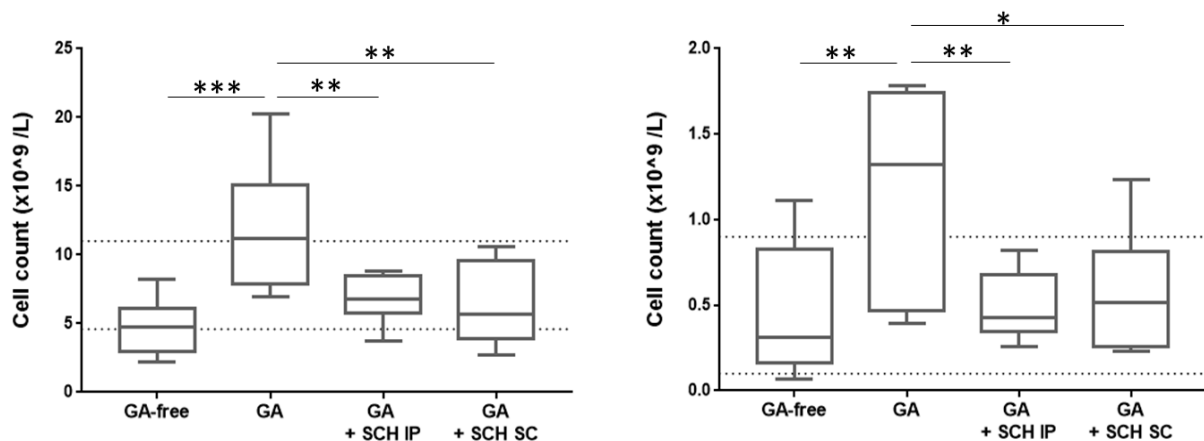 25
20
15
10
5
0
Cell count (x10^9 /L)
***
**
**
GA-free
GA
GA
+ SCH IP
GA
+ SCH SC
2.0
1.5
1.0
0.5
0.0
Cell count (x10^9 /L)
**
**
*
GA-free
GA
GA
+ SCH IP
GA
+ SCH SC